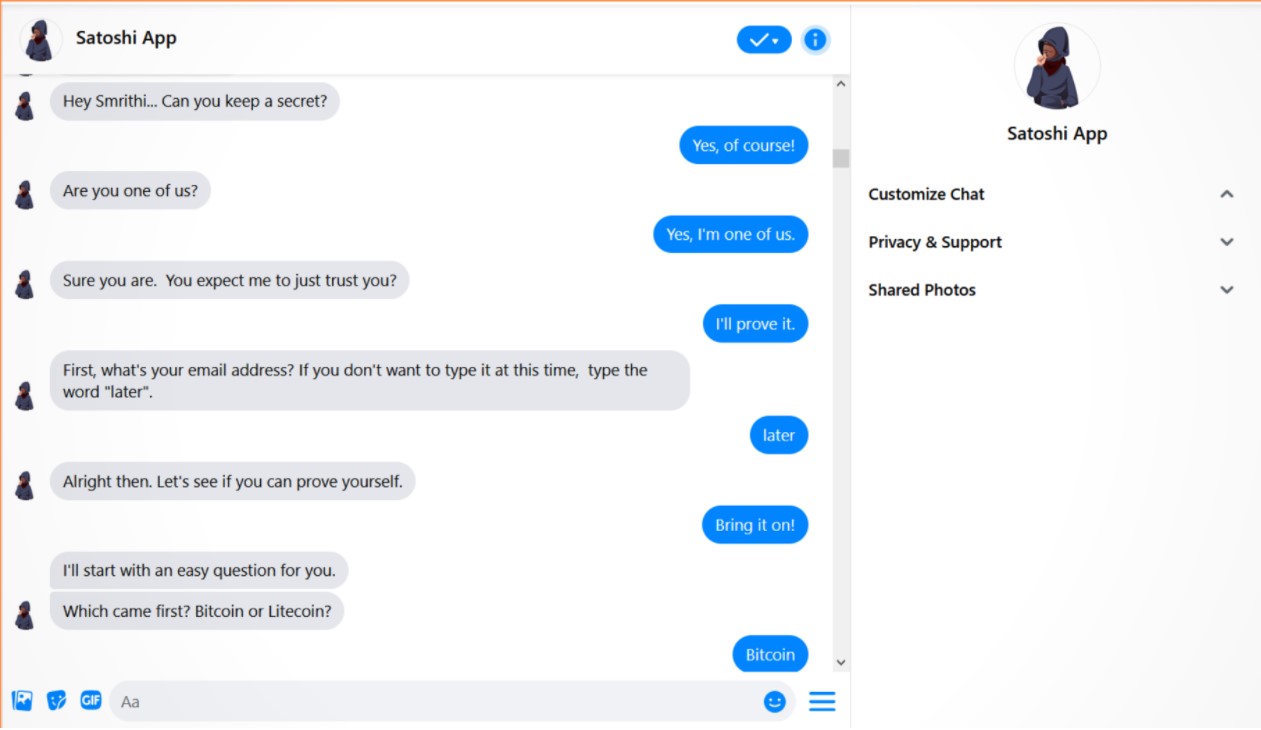 Satoshi App
Hey Smrithi... Can you keep a secret?
Yes, of course!
Are you one of us?
Yes, I'm one of us.
Sure you are.  You expect me to just trust you?
I'll prove it.
First, what's your email address? If you don't want to type it at this time,  type the
word "later".
later
Alright then. Let's see if you can prove yourself.
Bring it on!
I'll start with an easy question for you.
Which came first? Bitcoin or Litecoin?
Bitcoin
GIF
Aa
Satoshi App
Customize Chat
Privacy & Support
Shared Photos